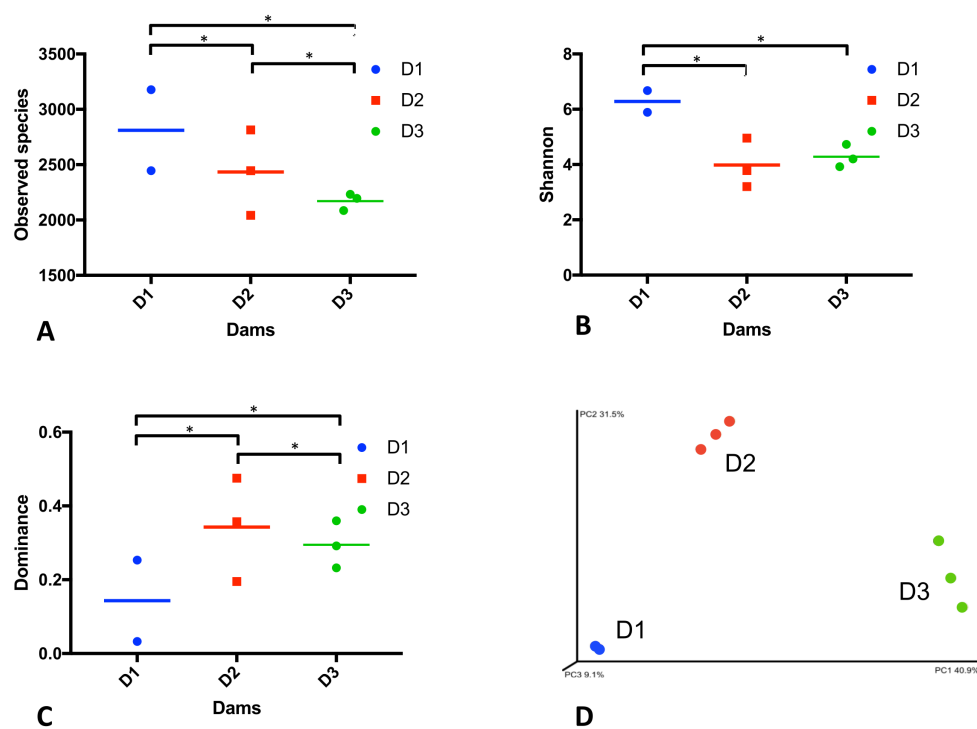 *
*
*
3500
3000
2500
2000
1500
Observed species
D1
D2
D3
D1
D2
D3
Dams
A
*
*
8
6
4
2
0
Shannon
D1
D2
D3
D1
D2
D3
Dams
B
*
*
*
0.6
0.4
0.2
0.0
Dominance
D1
D2
D3
D1
D2
D3
Dams
C
PC2 31.5%
D2
D3
D1
PC3 9.1%
PC1 40.9%
D